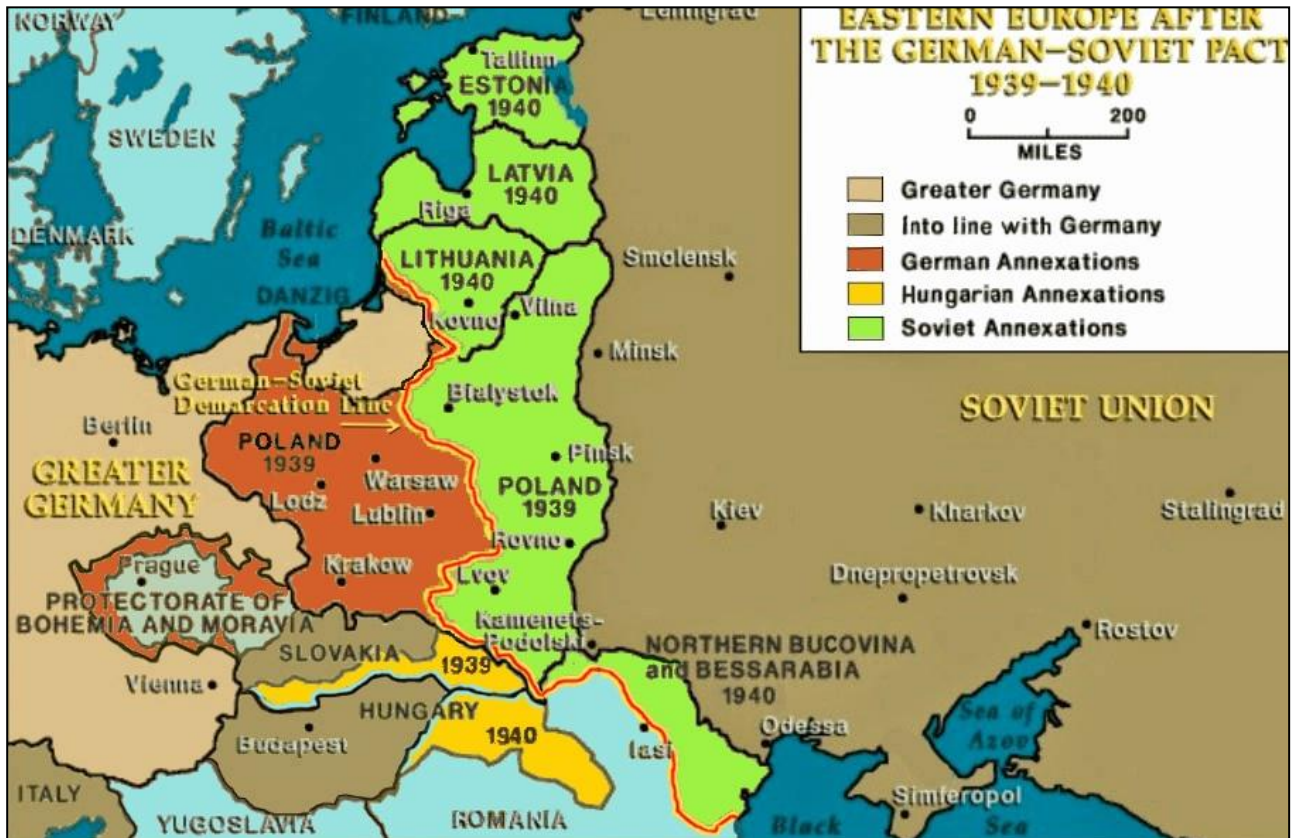 NORWAY
FINLAND
Leningrad
EASTERN EUROPE AFTER
THE GERMAN-SOVIET PACT
1939-1940
0 200
MILES
Greater Germany
Into line with Germany
German Annexations
Hungarian Annexations
Soviet Annexations
SWEDEN
Tallinn
ESTONIA
1940
LATVIA
1940
Riga
DENMARK
Baltic
Sea
LITHUANIA
1940
Smolensk
DANZIG
Kovno
Vilna
Minsk
German-Soviet
Demarcation Line
Bialystok
SOVIET UNION
Berlin
POLAND
1939
Warsaw
Pinsk
GREATER
GERMANY
Lodz
Lublin
POLAND
1939
Kiev
Kharkov
Stalingrad
Rovno
Prague
Krakow
Lvov
Dnepropetrovsk
PROTECTORATE OF
BOHEMIA AND MORAVIA
Kamenets-
Podolski
Rostov
SLOVAKIA
1939
NORTHERN BUCOVINA
and BESSARABIA
1940
Vienna
HUNGARY
Budapest
1940
Iasi
Odessa
Sea of
Azov
ITALY
YUGOSLAVIA
ROMANIA
Simferopol
Black
Sea